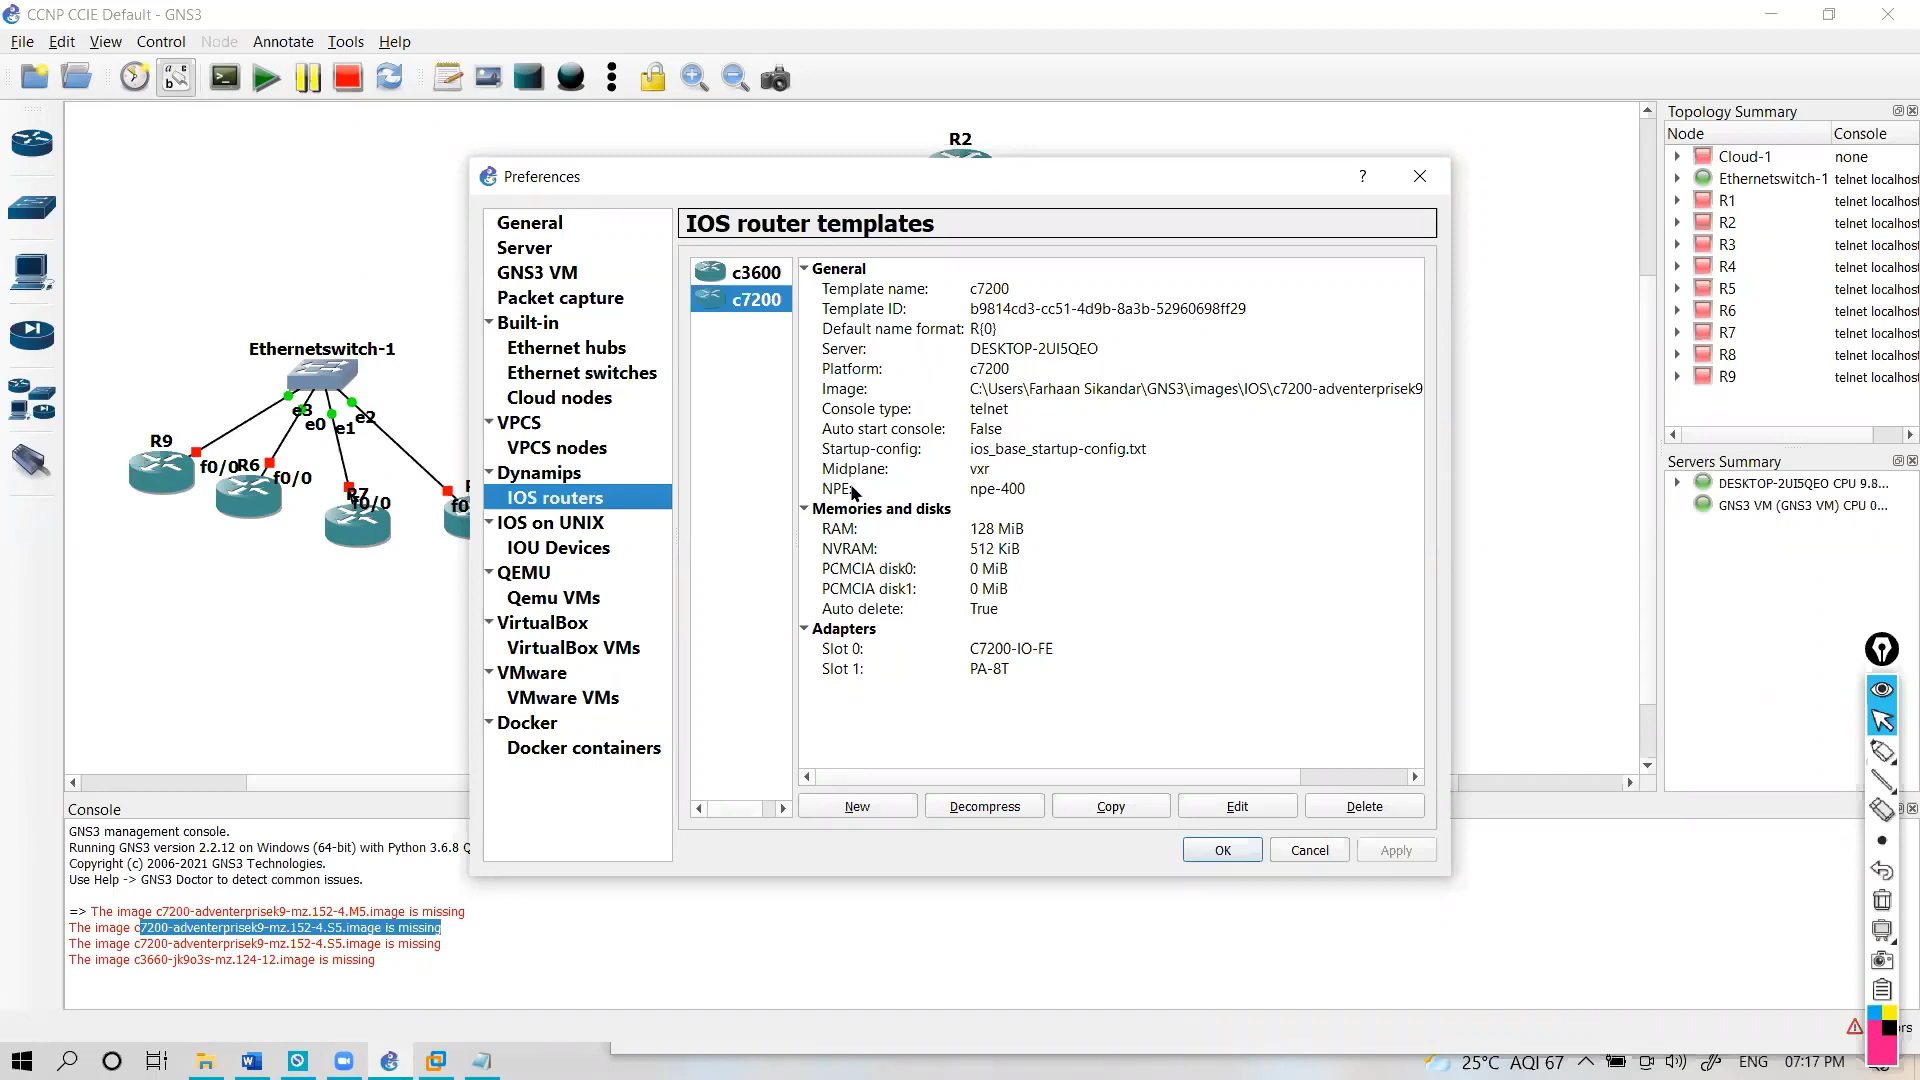 CCNP CCIE Default - GNS3
File Edit View Control Node Annotate Tools Help
R2
Ethernetswitch-1
e3
e0
e1
e2
R9
f0/0
R6
f0/0
R7
f0/0
f0
Preferences
?
General
Server
GNS3 VM
Packet capture
Built-in
Ethernet hubs
Ethernet switches
Cloud nodes
VPCS
VPCS nodes
Dynamips
IOS routers
IOS on UNIX
IOU Devices
QEMU
Qemu VMs
VirtualBox
VirtualBox VMs
VMware
VMware VMs
Docker
Docker containers
IOS router templates
c3600
c7200
General
Template name: c7200
Template ID: b9814cd3-cc51-4d9b-8a3b-52960698ff29
Default name format: R{0}
Server: DESKTOP-2UI5QEO
Platform: c7200
Image: C:\Users\Farhaan Sikandar\GNS3\images\IOS\c7200-adventerprisek9
Console type: telnet
Auto start console: False
Startup-config: ios_base_startup-config.txt
Midplane: vxr
NPE: npe-400
Memories and disks
RAM: 128 MiB
NVRAM: 512 KiB
PCMCIA disk0: 0 MiB
PCMCIA disk1: 0 MiB
Auto delete: True
Adapters
Slot 0: C7200-IO-FE
Slot 1: PA-8T
New Decompress Copy Edit Delete
OK Cancel Apply
Topology Summary
Node Console
Cloud-1 none
Ethernetswitch-1 telnet localhost
R1 telnet localhost
R2 telnet localhost
R3 telnet localhost
R4 telnet localhost
R5 telnet localhost
R6 telnet localhost
R7 telnet localhost
R8 telnet localhost
R9 telnet localhost
Servers Summary
DESKTOP-2UI5QEO CPU 9.8...
GNS3 VM (GNS3 VM) CPU 0...
Console
GNS3 management console.
Running GNS3 version 2.2.12 on Windows (64-bit) with Python 3.6.8 Q
Copyright (c) 2006-2021 GNS3 Technologies.
Use Help -> GNS3 Doctor to detect common issues.
=> The image c7200-adventerprisek9-mz.152-4.M5.image is missing
The image c7200-adventerprisek9-mz.152-4.S5.image is missing
The image c7200-adventerprisek9-mz.152-4.S5.image is missing
The image c3660-jk9o3s-mz.124-12.image is missing
25°C AQI 67 ENG 07:17 PM